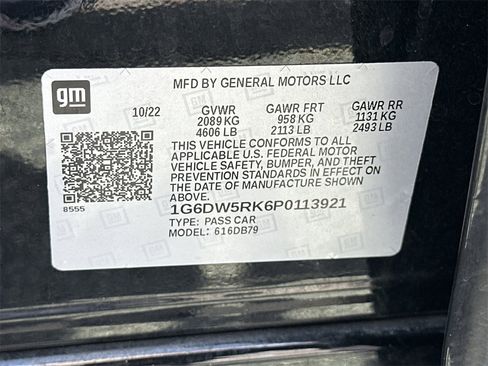 gm
MFD BY GENERAL MOTORS LLC
10/22 GVWR GAWR FRT GAWR RR
2089 KG 958 KG 1131 KG
4606 LB 2113 LB 2493 LB
THIS VEHICLE CONFORMS TO ALL
APPLICABLE U.S. FEDERAL MOTOR
VEHICLE SAFETY, BUMPER, AND THEFT
PREVENTION STANDARDS IN EFFECT ON
THE DATE OF MANUFACTURE SHOWN
ABOVE.
8555
1G6DW5RK6P0113921
TYPE: PASS CAR
MODEL: 616DB79